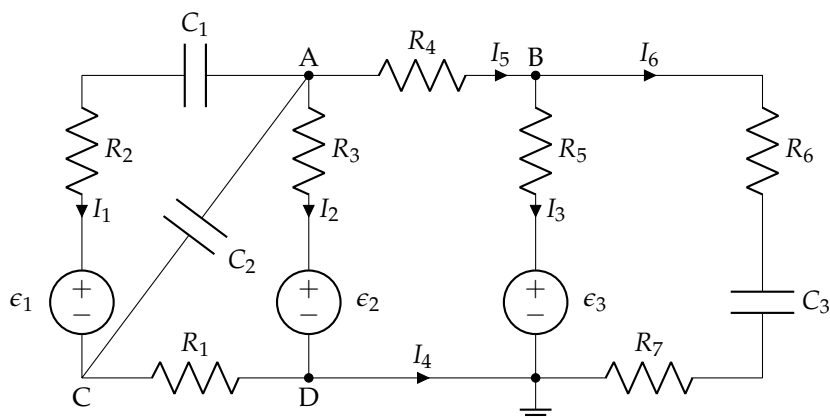 C₁
A
R₄
I₅
B
I₆
R₂
R₃
R₅
R₆
I₁
I₂
I₃
C₂
ϵ₁
+
−
ϵ₂
+
−
ϵ₃
+
−
C₃
R₁
I₄
R₇
C
D